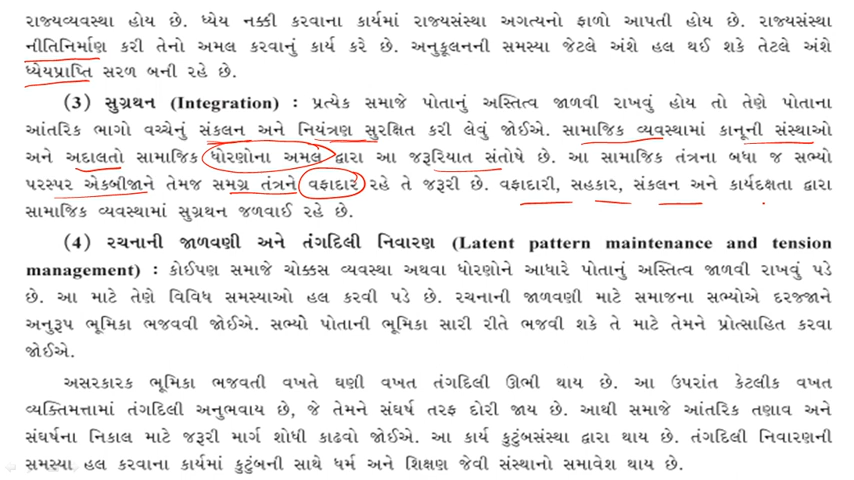 રાજ્યવ્યવસ્થા હોય છે. ધ્યેય નક્કી કરવાના કાર્યમાં રાજ્યસંસ્થા અગત્યનો ફાળો આપતી હોય છે. રાજ્યસંસ્થા
નીતિનિર્માણ કરી તેનો અમલ કરવાનું કાર્ય કરે છે. અનુકૂલનની સમસ્યા જેટલે અંશે હલ થઈ શકે તેટલે અંશે
ધ્યેયપ્રાપ્તિ સરળ બની રહે છે.
(3) સુગ્રથન (Integration) : પ્રત્યેક સમાજે પોતાનું અસ્તિત્વ જાળવી રાખવું હોય તો તેણે પોતાના
આંતરિક ભાગો વચ્ચેનું સંકલન અને નિયંત્રણ સુરક્ષિત કરી લેવું જોઈએ. સામાજિક વ્યવસ્થામાં કાનૂની સંસ્થાઓ
અને અદાલતો સામાજિક ધોરણોના અમલ દ્વારા આ જરૂરિયાત સંતોષે છે. આ સામાજિક તંત્રના બધા જ સભ્યો
પરસ્પર એકબીજાને તેમજ સમગ્ર તંત્રને વફાદાર રહે તે જરૂરી છે. વફાદારી, સહકાર, સંકલન અને કાર્યદક્ષતા દ્વારા
સામાજિક વ્યવસ્થામાં સુગ્રથન જળવાઈ રહે છે.
(4) રચનાની જાળવણી અને તંગદિલી નિવારણ (Latent pattern maintenance and tension
management) : કોઈપણ સમાજે ચોક્કસ વ્યવસ્થા અથવા ધોરણોને આધારે પોતાનું અસ્તિત્વ જાળવી રાખવું પડે
છે. આ માટે તેણે વિવિધ સમસ્યાઓ હલ કરવી પડે છે. રચનાની જાળવણી માટે સમાજના સભ્યોએ દરજ્જાને
અનુરૂપ ભૂમિકા ભજવવી જોઈએ. સભ્યો પોતાની ભૂમિકા સારી રીતે ભજવી શકે તે માટે તેમને પ્રોત્સાહિત કરવા
જોઈએ.
અસરકારક ભૂમિકા ભજવતી વખતે ઘણી વખત તંગદિલી ઊભી થાય છે. આ ઉપરાંત કેટલીક વખત
વ્યક્તિમત્તામાં તંગદિલી અનુભવાય છે, જે તેમને સંઘર્ષ તરફ દોરી જાય છે. આથી સમાજે આંતરિક તણાવ અને
સંઘર્ષના નિકાલ માટે જરૂરી માર્ગ શોધી કાઢવો જોઈએ. આ કાર્ય કુટુંબસંસ્થા દ્વારા થાય છે. તંગદિલી નિવારણની
સમસ્યા હલ કરવાના કાર્યમાં કુટુંબની સાથે ધર્મ અને શિક્ષણ જેવી સંસ્થાનો સમાવેશ થાય છે.